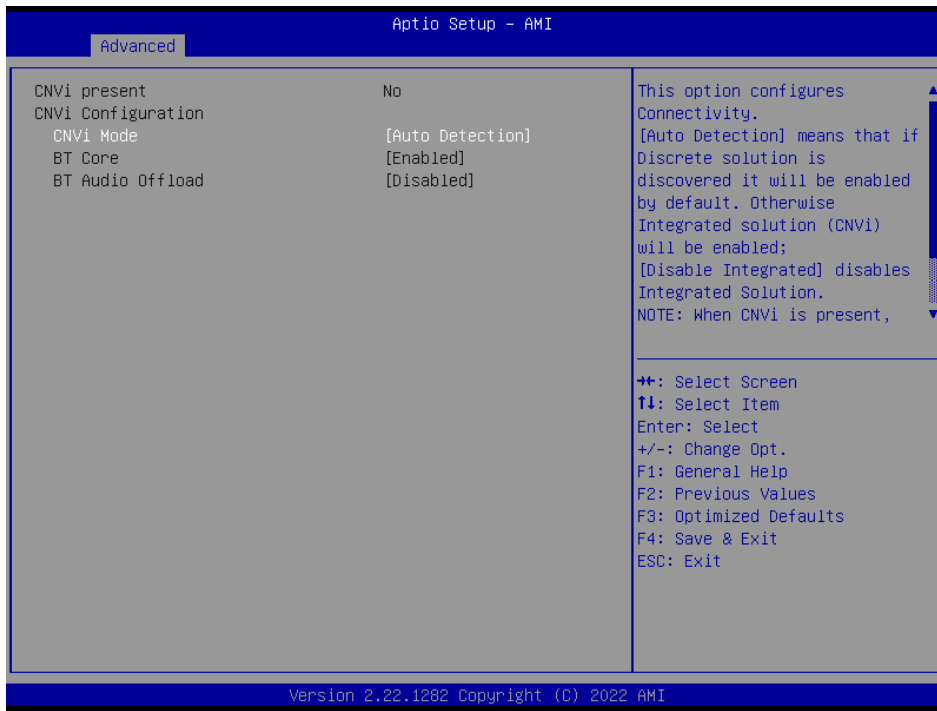 Aptio Setup – AMI
Advanced
CNVi present No
CNVi Configuration
CNVi Mode [Auto Detection]
BT Core [Enabled]
BT Audio Offload [Disabled]
This option configures
Connectivity.
[Auto Detection] means that if
Discrete solution is
discovered it will be enabled
by default. Otherwise
Integrated solution (CNVi)
will be enabled;
[Disable Integrated] disables
Integrated Solution.
NOTE: When CNVi is present,
→←: Select Screen
↑↓: Select Item
Enter: Select
+/-: Change Opt.
F1: General Help
F2: Previous Values
F3: Optimized Defaults
F4: Save & Exit
ESC: Exit
Version 2.22.1282 Copyright (C) 2022 AMI